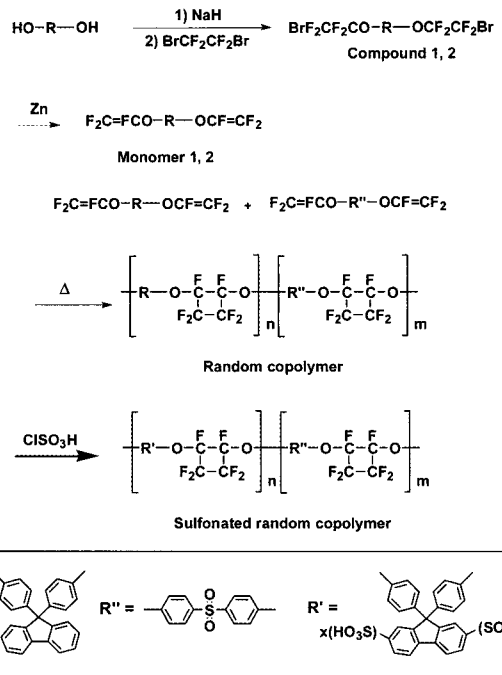 HO–R—OH 1) NaH 2) BrCF₂CF₂Br BrF₂CF₂CO–R—OCF₂CF₂Br
Compound 1, 2
Zn F₂C=FCO–R—OCF=CF₂
Monomer 1, 2
F₂C=FCO–R—OCF=CF₂ + F₂C=FCO–R''–OCF=CF₂
F F F F
Δ R—O–C–C–O R''–O–C–C–O
F₂C–CF₂ n F₂C–CF₂ m
Random copolymer
F F F F
ClSO₃H R'–O–C–C–O R''–O–C–C–O
F₂C–CF₂ n F₂C–CF₂ m
Sulfonated random copolymer
O
R'' = S R' =
O
x(HO₃S) (SO